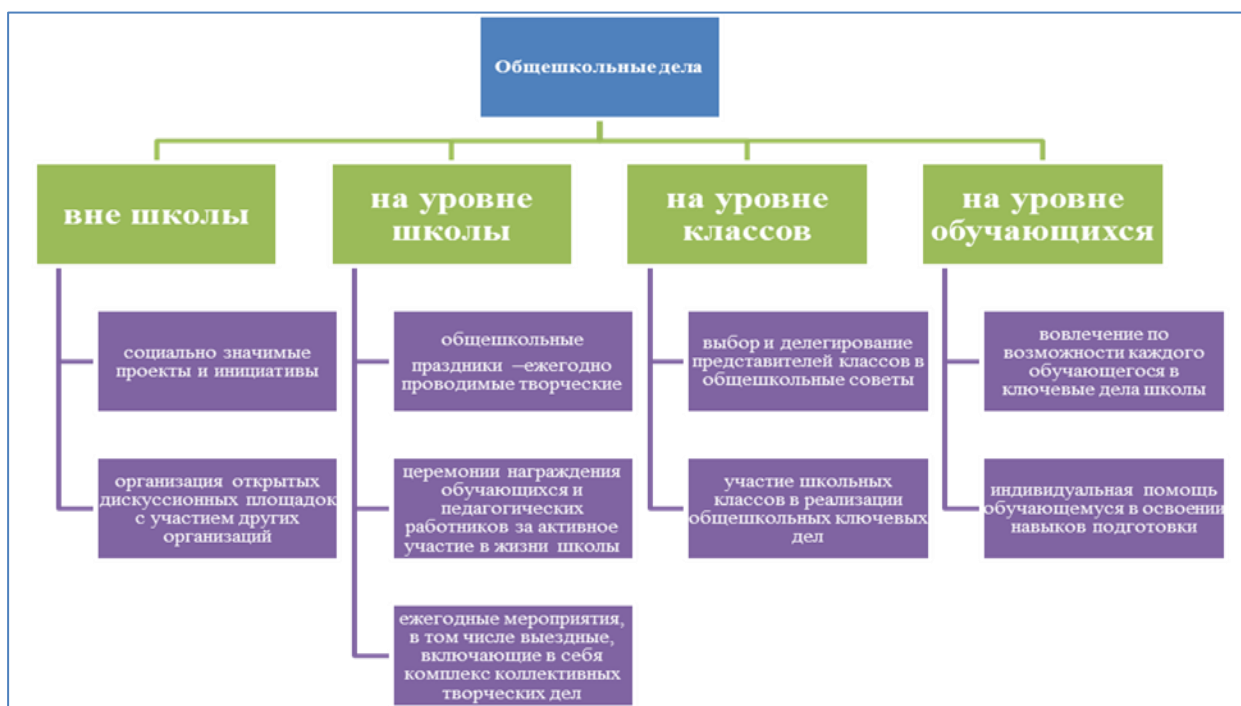 Общешкольные дела
вне школы
на уровне
школы
на уровне
классов
на уровне
обучающихся
социально значимые
проекты и инициативы
организация открытых
дискуссионных площадок
с участием других
организаций
общешкольные
праздники –ежегодно
проводимые творческие
церемонии награждения
обучающихся и
педагогических
работников за активное
участие в жизни школы
ежегодные мероприятия,
в том числе выездные,
включающие в себя
комплекс коллективных
творческих дел
выбор и делегирование
представителей классов в
общешкольные советы
участие школьных
классов в реализации
общешкольных ключевых
дел
вовлечение по
возможности каждого
обучающегося в
ключевые дела школы
индивидуальная помощь
обучающемуся в освоении
навыков подготовки